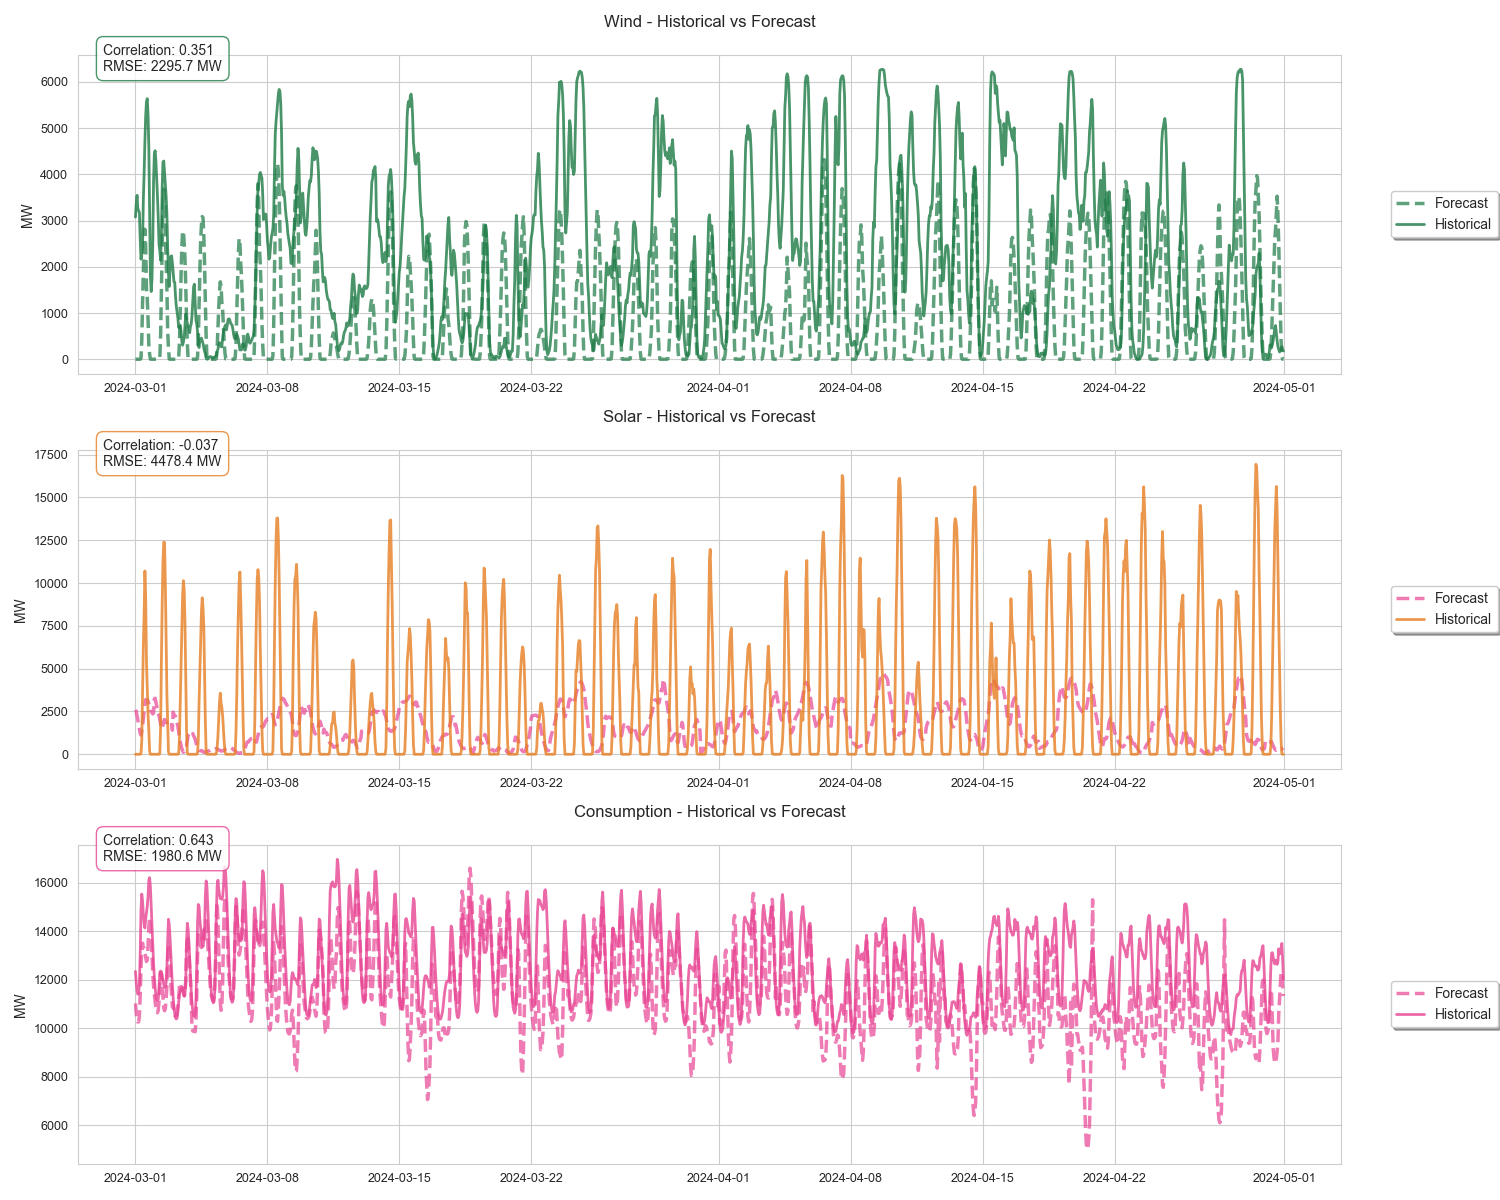 Wind - Historical vs Forecast
Correlation: 0.351
RMSE: 2295.7 MW
6000
5000
4000
3000
2000
1000
0
MW
2024-03-01
2024-03-08
2024-03-15
2024-03-22
2024-04-01
2024-04-08
2024-04-15
2024-04-22
2024-05-01
Forecast
Historical
Solar - Historical vs Forecast
Correlation: -0.037
RMSE: 4478.4 MW
17500
15000
12500
10000
7500
5000
2500
0
MW
2024-03-01
2024-03-08
2024-03-15
2024-03-22
2024-04-01
2024-04-08
2024-04-15
2024-04-22
2024-05-01
Forecast
Historical
Consumption - Historical vs Forecast
Correlation: 0.643
RMSE: 1980.6 MW
16000
14000
12000
10000
8000
6000
MW
2024-03-01
2024-03-08
2024-03-15
2024-03-22
2024-04-01
2024-04-08
2024-04-15
2024-04-22
2024-05-01
Forecast
Historical